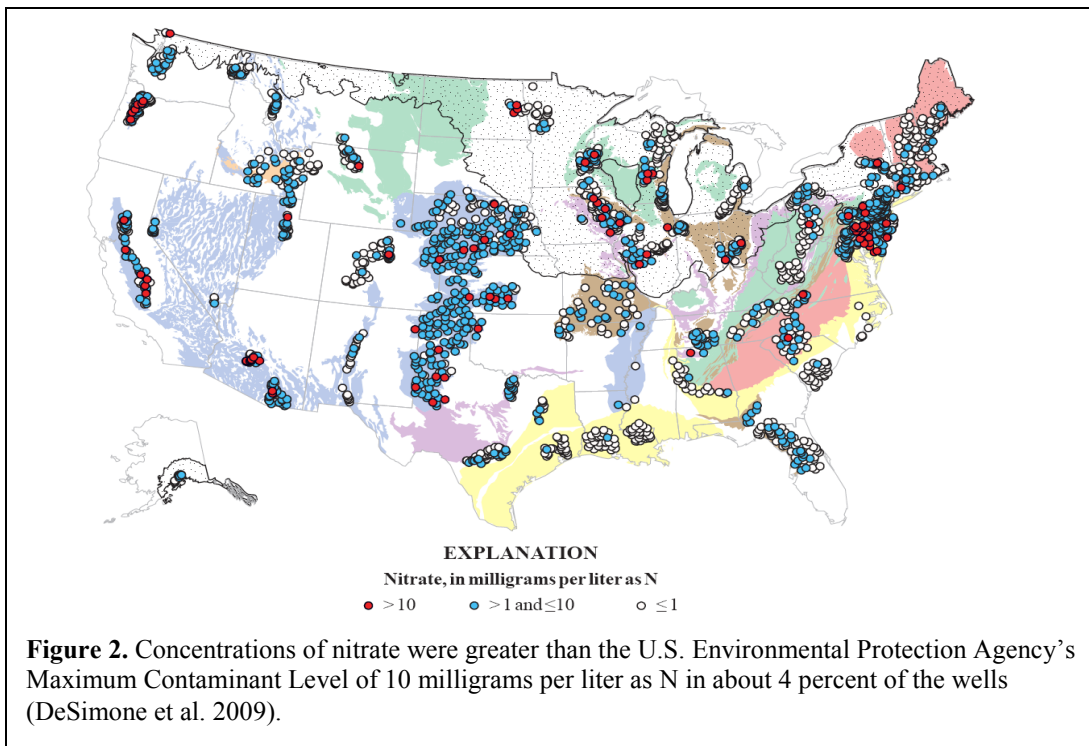 EXPLANATION
Nitrate, in milligrams per liter as N
> 10 > 1 and ≤10 ≤ 1
Figure 2. Concentrations of nitrate were greater than the U.S. Environmental Protection Agency’s
Maximum Contaminant Level of 10 milligrams per liter as N in about 4 percent of the wells
(DeSimone et al. 2009).